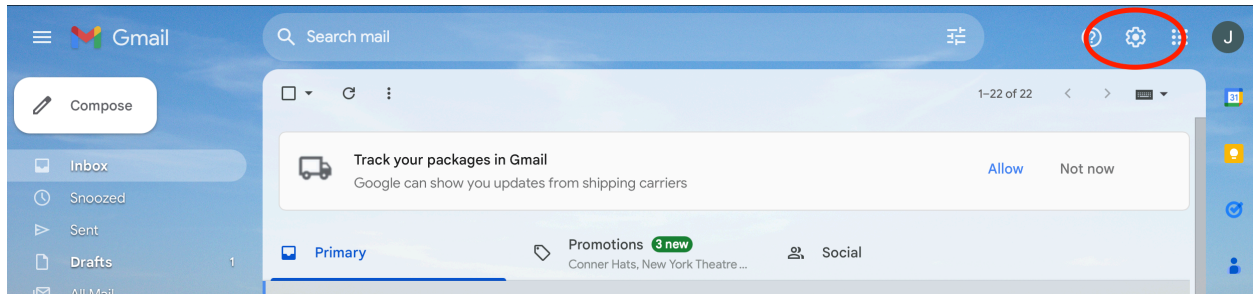 Gmail
Search mail
J
Compose
1–22 of 22
31
Track your packages in Gmail
Google can show you updates from shipping carriers
Allow
Not now
Inbox
Snoozed
Sent
Drafts 1
All Mail
Primary
Promotions 3 new
Conner Hats, New York Theatre...
Social